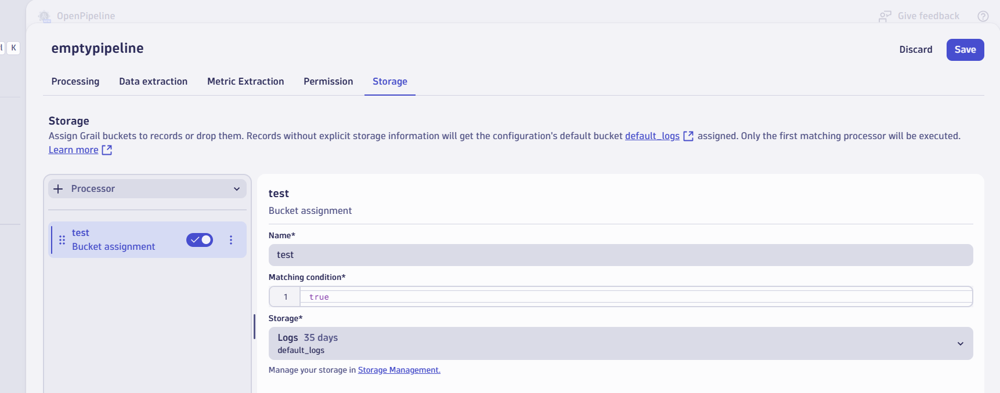 OpenPipeline
Give feedback
K
emptypipeline
Discard
Save
Processing
Data extraction
Metric Extraction
Permission
Storage
Storage
Assign Grail buckets to records or drop them. Records without explicit storage information will get the configuration's default bucket default_logs assigned. Only the first matching processor will be executed.
Learn more
Processor
test
Bucket assignment
test
Bucket assignment
Name*
test
Matching condition*
1 true
Storage*
Logs 35 days
default_logs
Manage your storage in Storage Management.